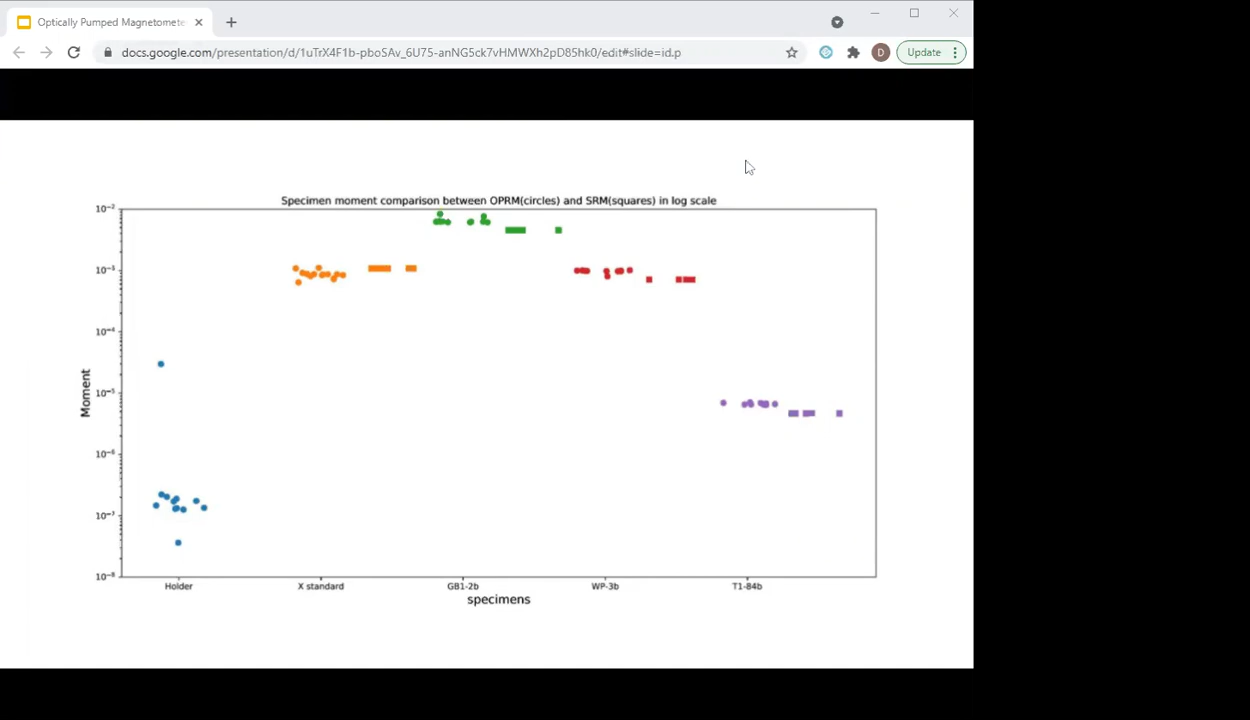 Optically Pumped Magnetomete
docs.google.com/presentation/d/1uTrX4F1b-pboSAv_6U75-anNG5ck7vHMWXh2pD85hk0/edit#slide=id.p
D
Update
Specimen moment comparison between OPRM(circles) and SRM(squares) in log scale
10⁻²
10⁻³
10⁻⁴
10⁻⁵
10⁻⁶
10⁻⁷
10⁻⁸
Moment
Holder X standard GB1-2b WP-3b T1-84b
specimens